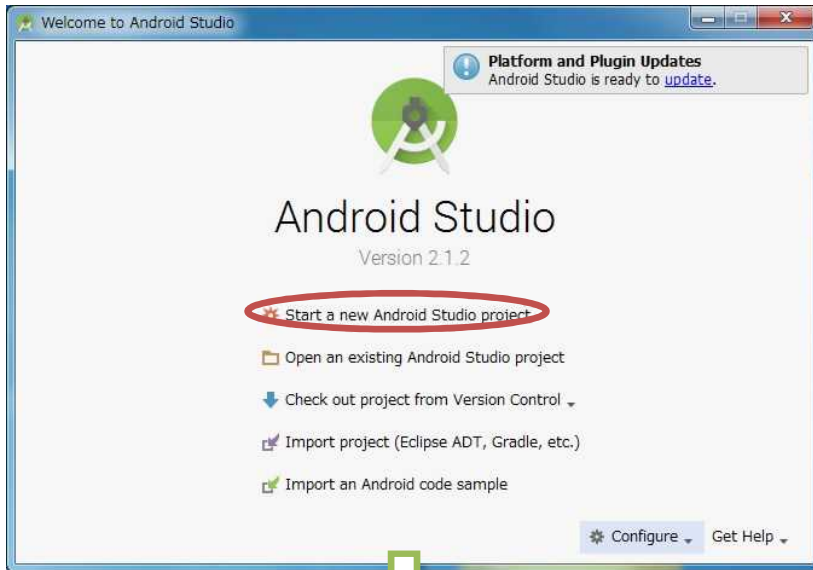 Welcome to Android Studio
Platform and Plugin Updates
Android Studio is ready to update.
Android Studio
Version 2.1.2
Start a new Android Studio project
Open an existing Android Studio project
Check out project from Version Control
Import project (Eclipse ADT, Gradle, etc.)
Import an Android code sample
Configure Get Help